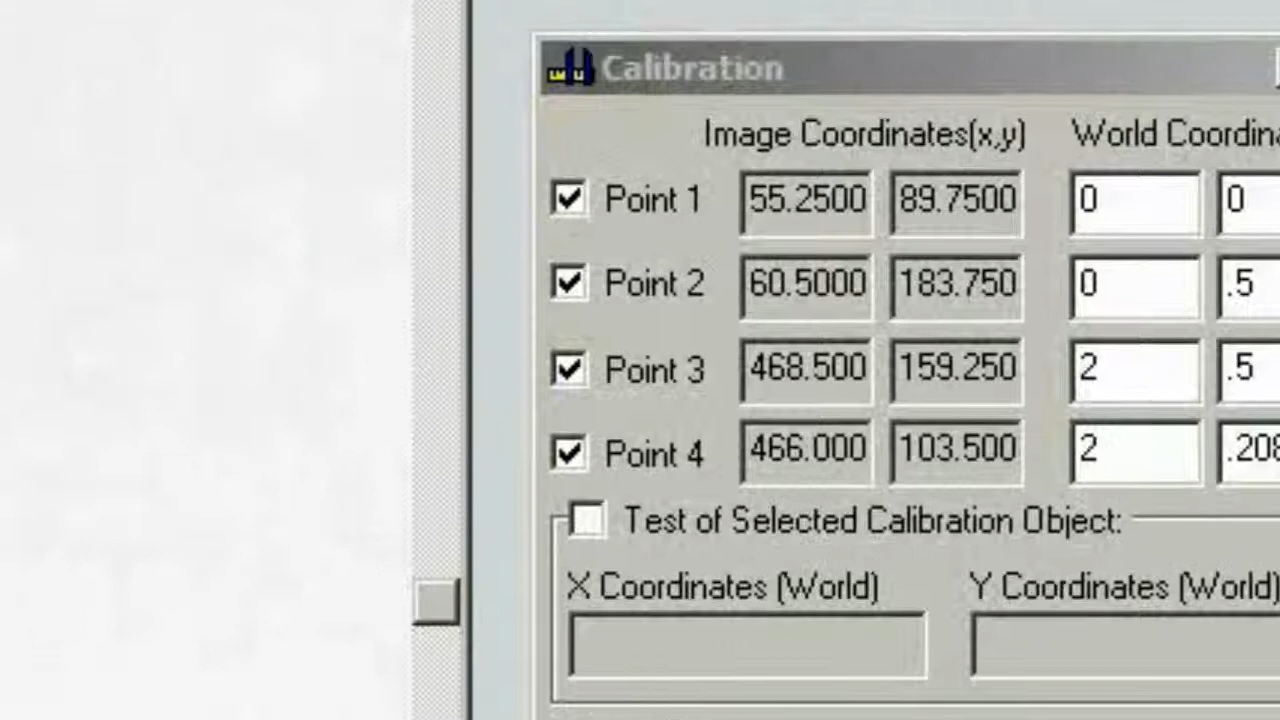 Calibration
Image Coordinates(x,y) World
Point 1 55.2500 89.7500 0 0
Point 2 60.5000 183.750 0 .5
Point 3 468.500 159.250 2 .5
Point 4 466.000 103.500 2 .208
Test of Selected Calibration Object:
X Coordinates (World) Y Coordinates (World)